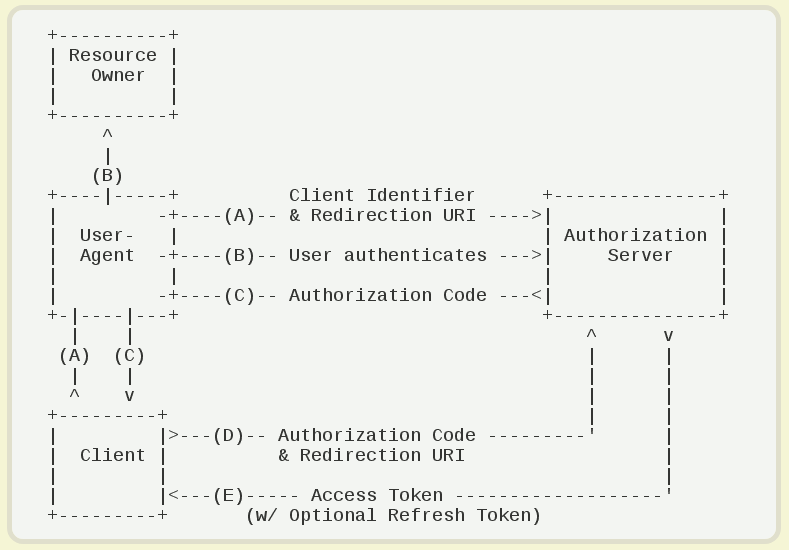 Resource
Owner
(B)
Client Identifier
(A) & Redirection URI
User- Authorization
Agent (B) User authenticates Server
(C) Authorization Code
(A) (C)
(D) Authorization Code
Client & Redirection URI
(E) Access Token
(w/ Optional Refresh Token)